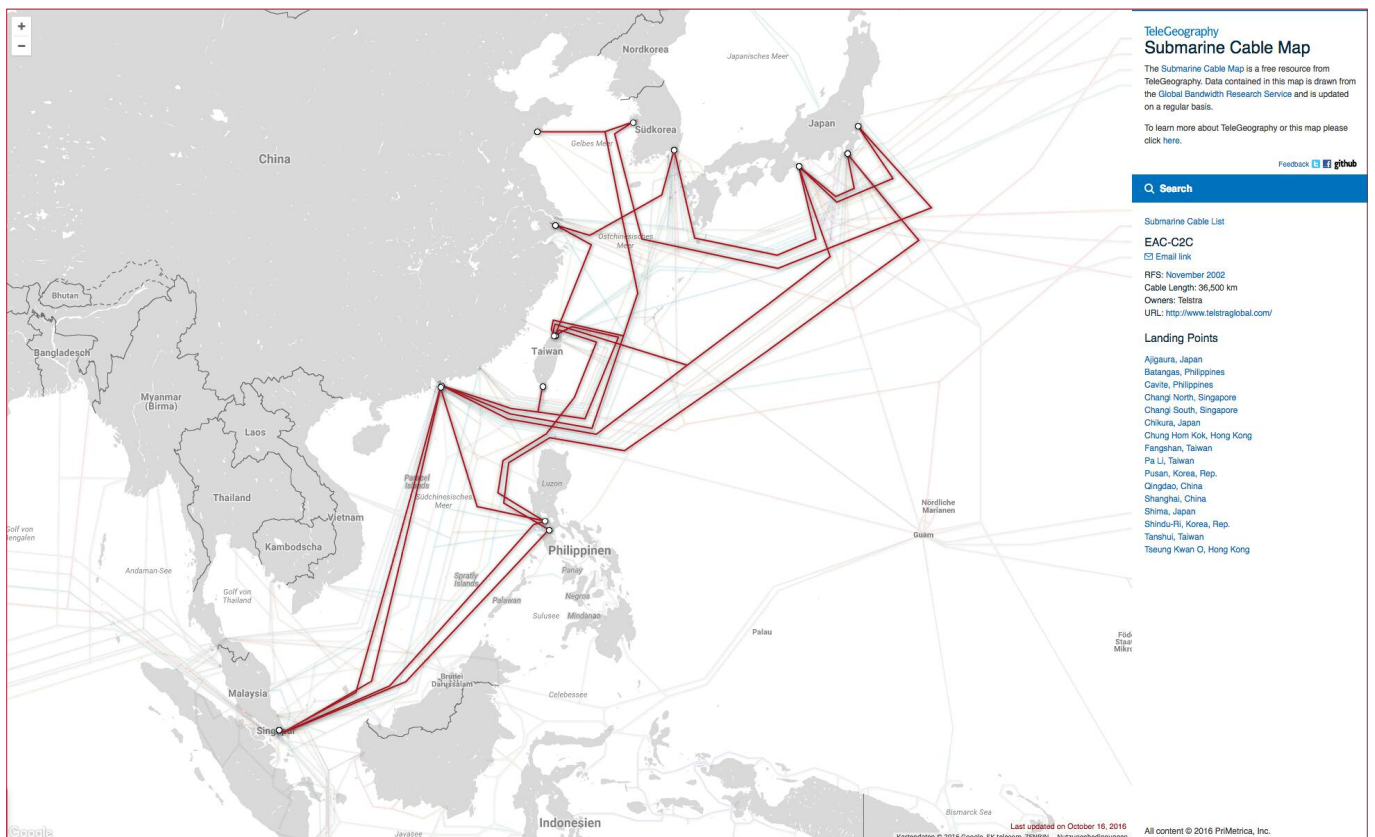 +
−
Nordkorea
Japanisches Meer
Japan
Südkorea
Gelbes Meer
China
Ostchinesisches
Meer
Bhutan
Bangladesch
Taiwan
Myanmar
(Birma)
Laos
Thailand
Südchinesisches
Meer
Luzon
Vietnam
Nördliche
Marianen
Golf von
Kambodscha
Guam
Philippinen
Andaman-See
Panay
Spratly
Islands
Golf von
Thailand
Negros
Palawan
Sulusee
Mindanao
Palau
Brunei
Darussalam
Malaysia
Celebessee
Indonesien
Javasee
Bismarck Sea
Google
Last updated on October 16, 2016
TeleGeography
Submarine Cable Map
The Submarine Cable Map is a free resource from
TeleGeography. Data contained in this map is drawn from
the Global Bandwidth Research Service and is updated
on a regular basis.
To learn more about TeleGeography or this map please
click here.
Feedback github
Search
Submarine Cable List
EAC-C2C
Email link
RFS: November 2002
Cable Length: 36,500 km
Owners: Telstra
URL: http://www.telstraglobal.com/
Landing Points
Ajigaura, Japan
Batangas, Philippines
Cavite, Philippines
Changi North, Singapore
Changi South, Singapore
Chikura, Japan
Chung Hom Kok, Hong Kong
Fangshan, Taiwan
Pa Li, Taiwan
Pusan, Korea, Rep.
Qingdao, China
Shanghai, China
Shima, Japan
Shindu-Ri, Korea, Rep.
Tanshui, Taiwan
Tseung Kwan O, Hong Kong
All content © 2016 PriMetrica, Inc.